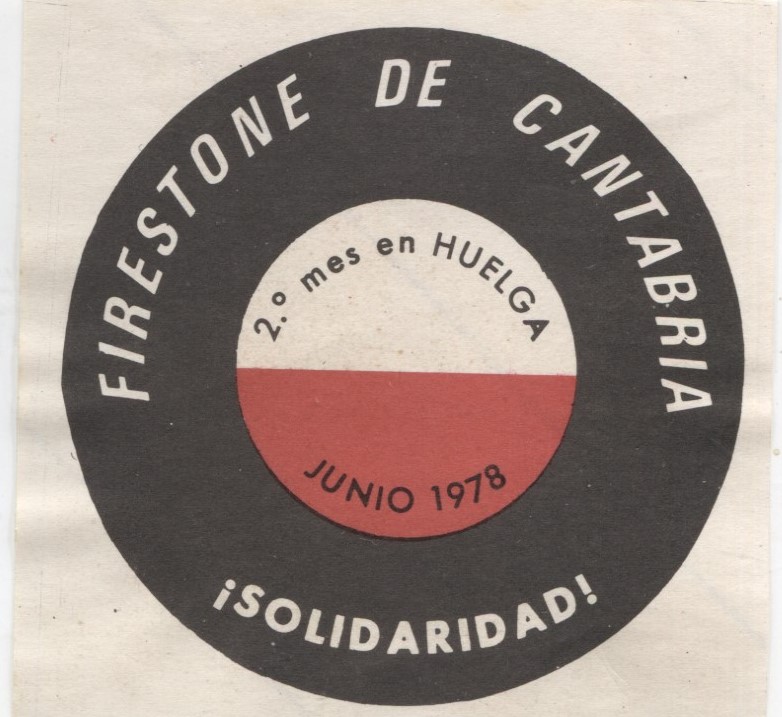 FIRESTONE DE CANTABRIA
2.º mes en HUELGA
JUNIO 1978
¡SOLIDARIDAD!